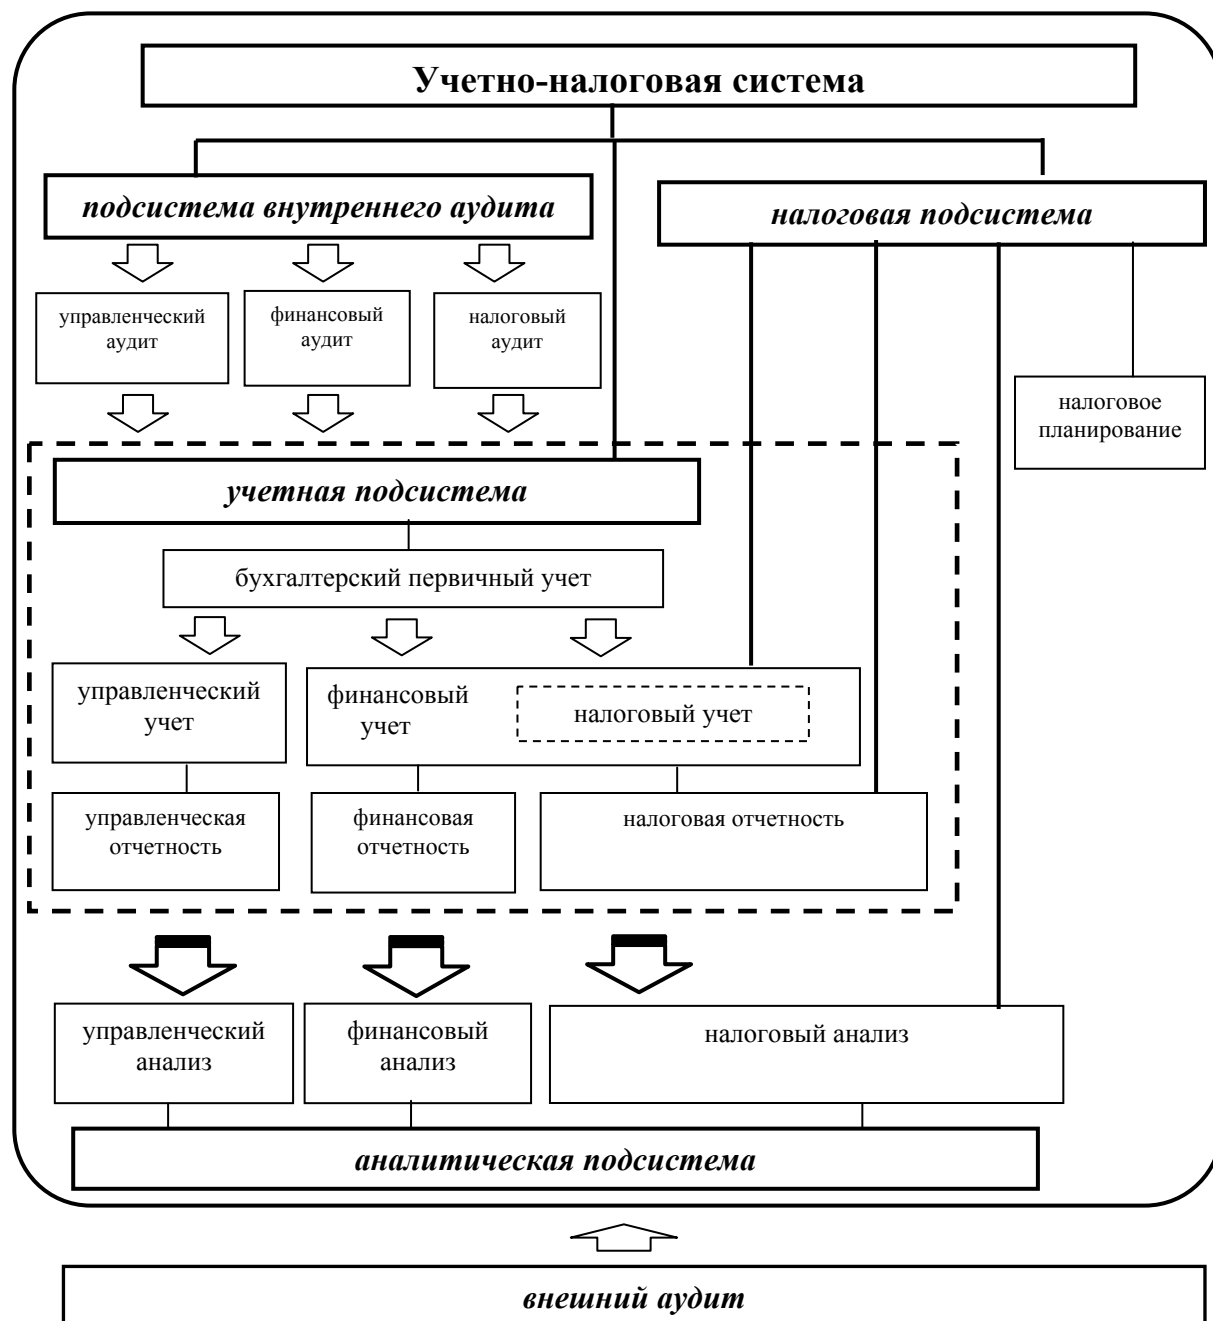 Учетно-налоговая система
подсистема внутреннего аудита
налоговая подсистема
управленческий
аудит
финансовый
аудит
налоговый
аудит
налоговое
планирование
учетная подсистема
бухгалтерский первичный учет
управленческий
учет
финансовый
учет
налоговый учет
управленческая
отчетность
финансовая
отчетность
налоговая отчетность
управленческий
анализ
финансовый
анализ
налоговый анализ
аналитическая подсистема
внешний аудит